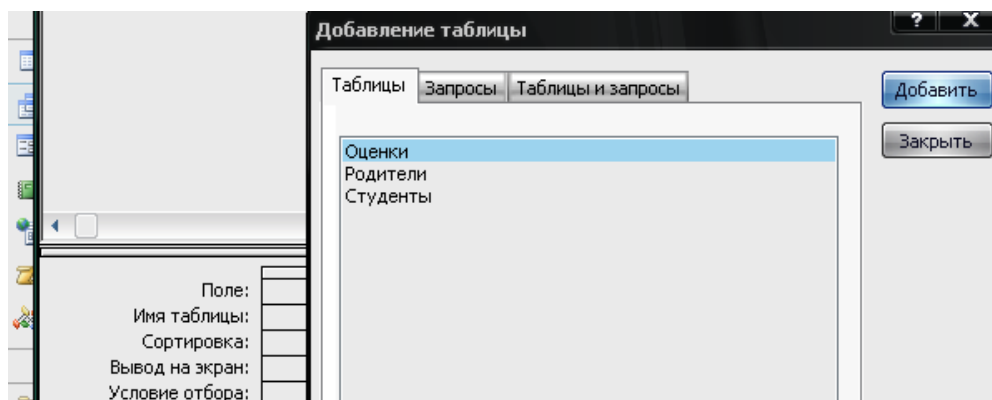 Добавление таблицы
? X
Таблицы Запросы Таблицы и запросы
Добавить
Закрыть
Оценки
Родители
Студенты
Поле:
Имя таблицы:
Сортировка:
Вывод на экран:
Условие отбора: